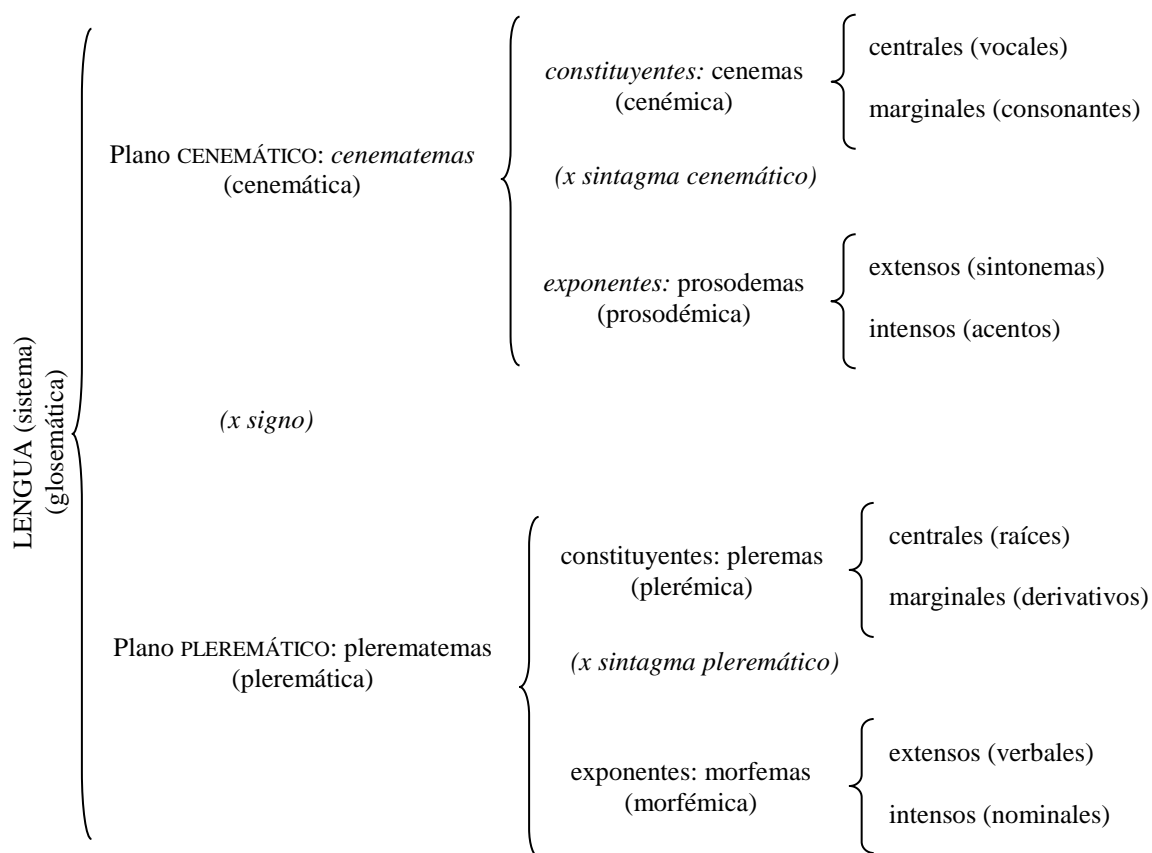 LENGUA (sistema)
(glosemática)
Plano CENEMÁTICO: cenematemas
(cenemática)
constituyentes: cenemas
(cenémica)
centrales (vocales)
marginales (consonantes)
(x sintagma cenemático)
exponentes: prosodemas
(prosodémica)
extensos (sintonemas)
intensos (acentos)
(x signo)
Plano PLEREMÁTICO: plerematemas
(pleremática)
constituyentes: pleremas
(plerémica)
centrales (raíces)
marginales (derivativos)
(x sintagma pleremático)
exponentes: morfemas
(morfémica)
extensos (verbales)
intensos (nominales)